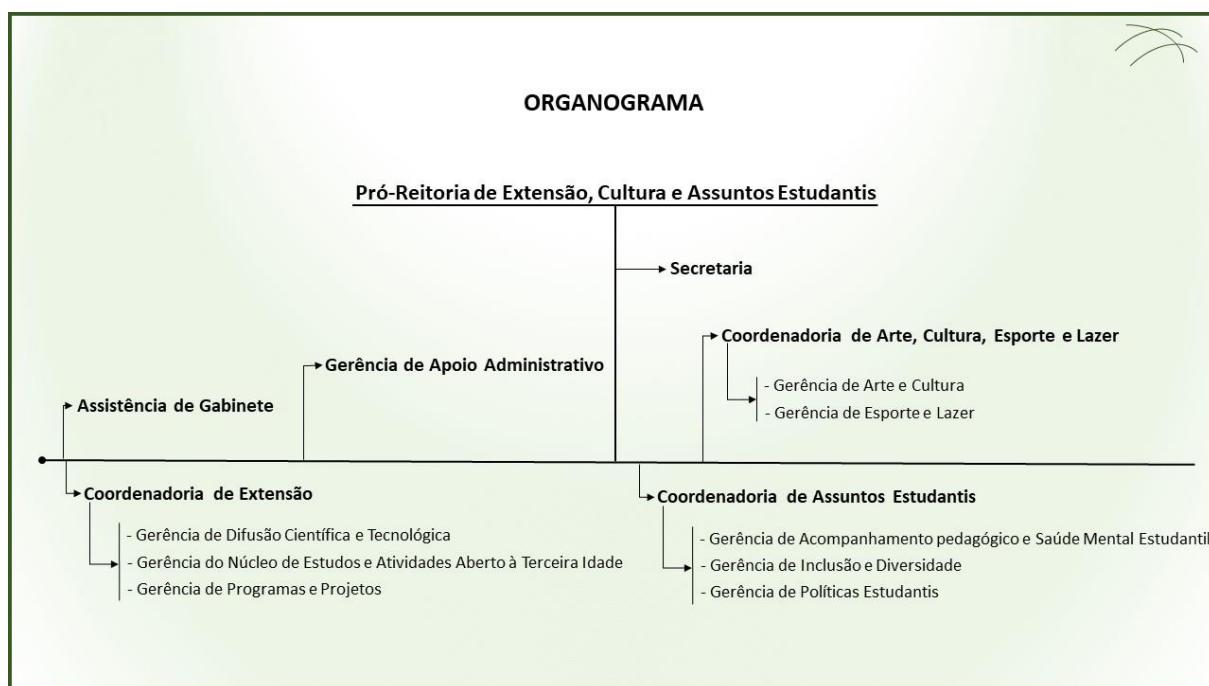 ORGANOGRAMA
Pró-Reitoria de Extensão, Cultura e Assuntos Estudantis
Secretaria
Coordenadoria de Arte, Cultura, Esporte e Lazer
- Gerência de Arte e Cultura
- Gerência de Esporte e Lazer
Gerência de Apoio Administrativo
Assistência de Gabinete
Coordenadoria de Extensão
- Gerência de Difusão Científica e Tecnológica
- Gerência do Núcleo de Estudos e Atividades Aberto à Terceira Idade
- Gerência de Programas e Projetos
Coordenadoria de Assuntos Estudantis
- Gerência de Acompanhamento pedagógico e Saúde Mental Estudantil
- Gerência de Inclusão e Diversidade
- Gerência de Políticas Estudantis